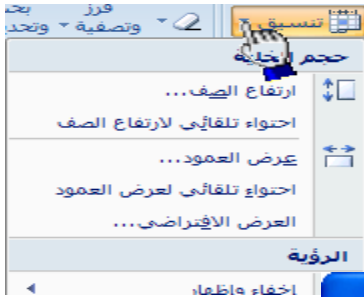 فرز
وتصفية
تنسيق
حجم الخلية
ارتفاع الصف...
احتواء تلقائي لارتفاع الصف
عرض العمود...
احتواء تلقائي لعرض العمود
العرض الافتراضي...
الرؤية
إخفاء وإظهار